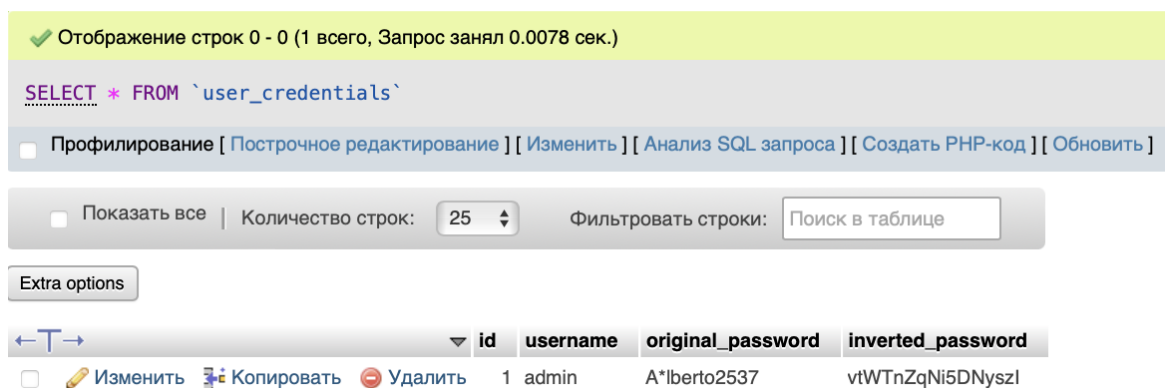 Отображение строк 0 - 0 (1 всего, Запрос занял 0.0078 сек.)
SELECT * FROM `user_credentials`
Профилирование [ Построчное редактирование ] [ Изменить ] [ Анализ SQL запроса ] [ Создать PHP-код ] [ Обновить ]
Показать все | Количество строк: 25 Фильтровать строки: Поиск в таблице
Extra options
←T→ id username original_password inverted_password
Изменить Копировать Удалить 1 admin A*lberto2537 vtWTnZqNi5DNyszI